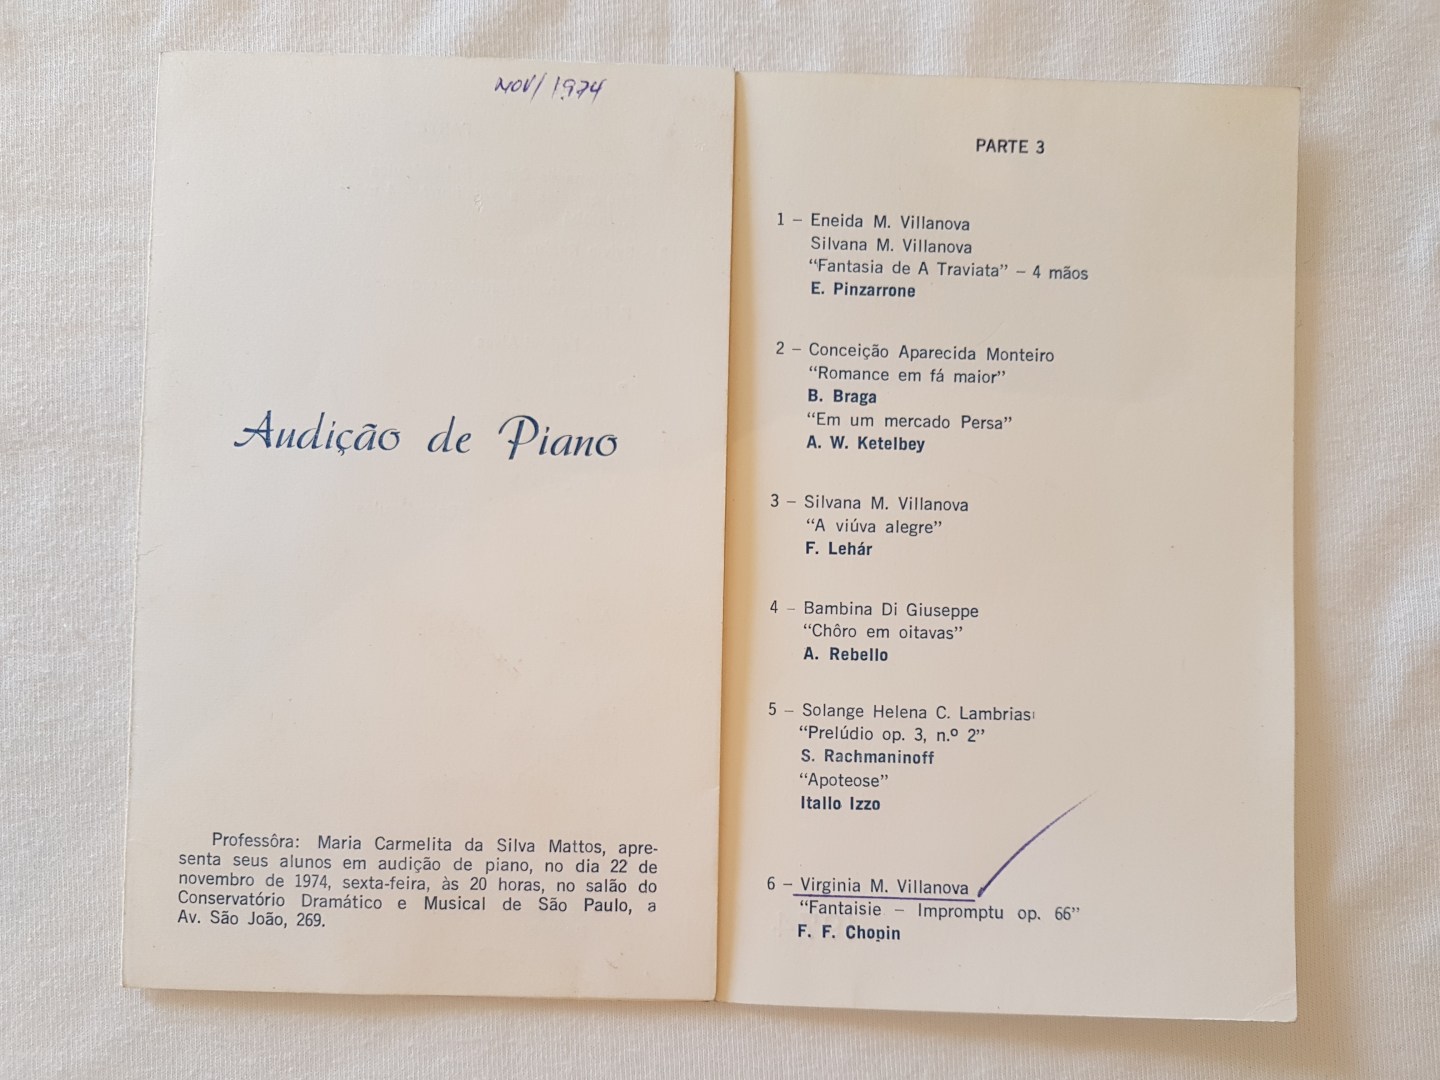 NOV/1974
Audição de Piano
Professôra: Maria Carmelita da Silva Mattos, apre-
senta seus alunos em audição de piano, no dia 22 de
novembro de 1974, sexta-feira, às 20 horas, no salão do
Conservatório Dramático e Musical de São Paulo, a
Av. São João, 269.
PARTE 3
1 – Eneida M. Villanova
Silvana M. Villanova
“Fantasia de A Traviata” – 4 mãos
E. Pinzarrone
2 – Conceição Aparecida Monteiro
“Romance em fá maior”
B. Braga
“Em um mercado Persa”
A. W. Ketelbey
3 – Silvana M. Villanova
“A viúva alegre”
F. Lehár
4 – Bambina Di Giuseppe
“Chôro em oitavas”
A. Rebello
5 – Solange Helena C. Lambrias
“Prelúdio op. 3, n.º 2”
S. Rachmaninoff
“Apoteose”
Itallo Izzo
6 – Virginia M. Villanova
“Fantaisie – Impromptu op. 66”
F. F. Chopin